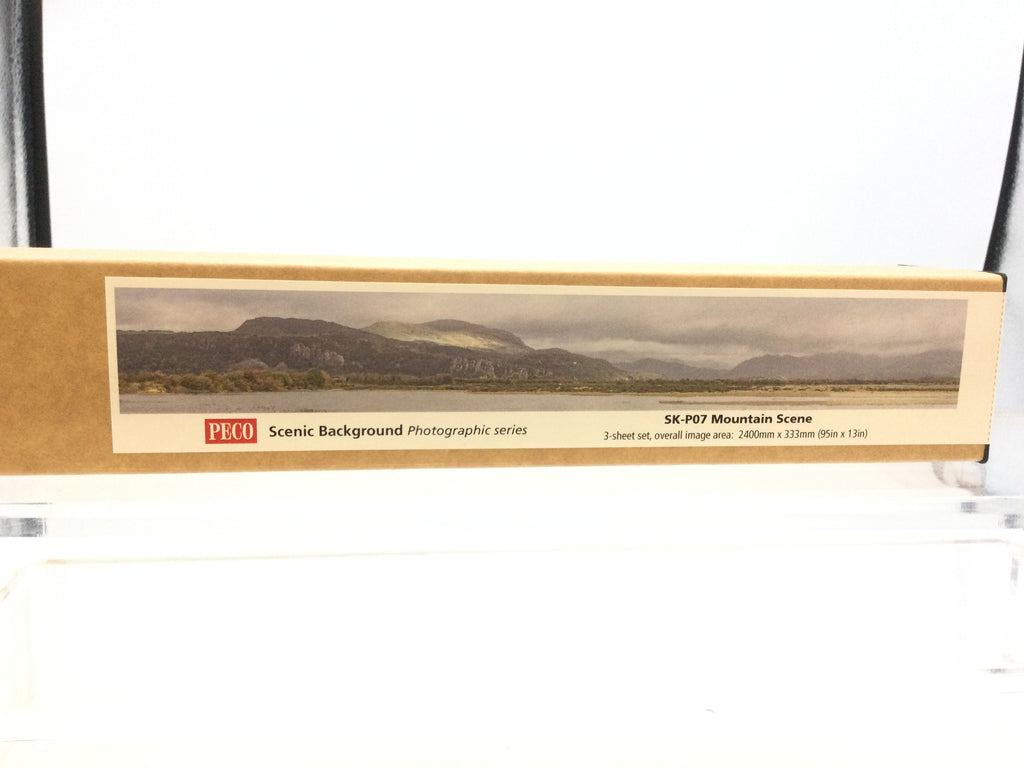 PECO Scenic Background Photographic series
SK-P07 Mountain Scene
3-sheet set, overall image area: 2400mm x 333mm (95in x 13in)